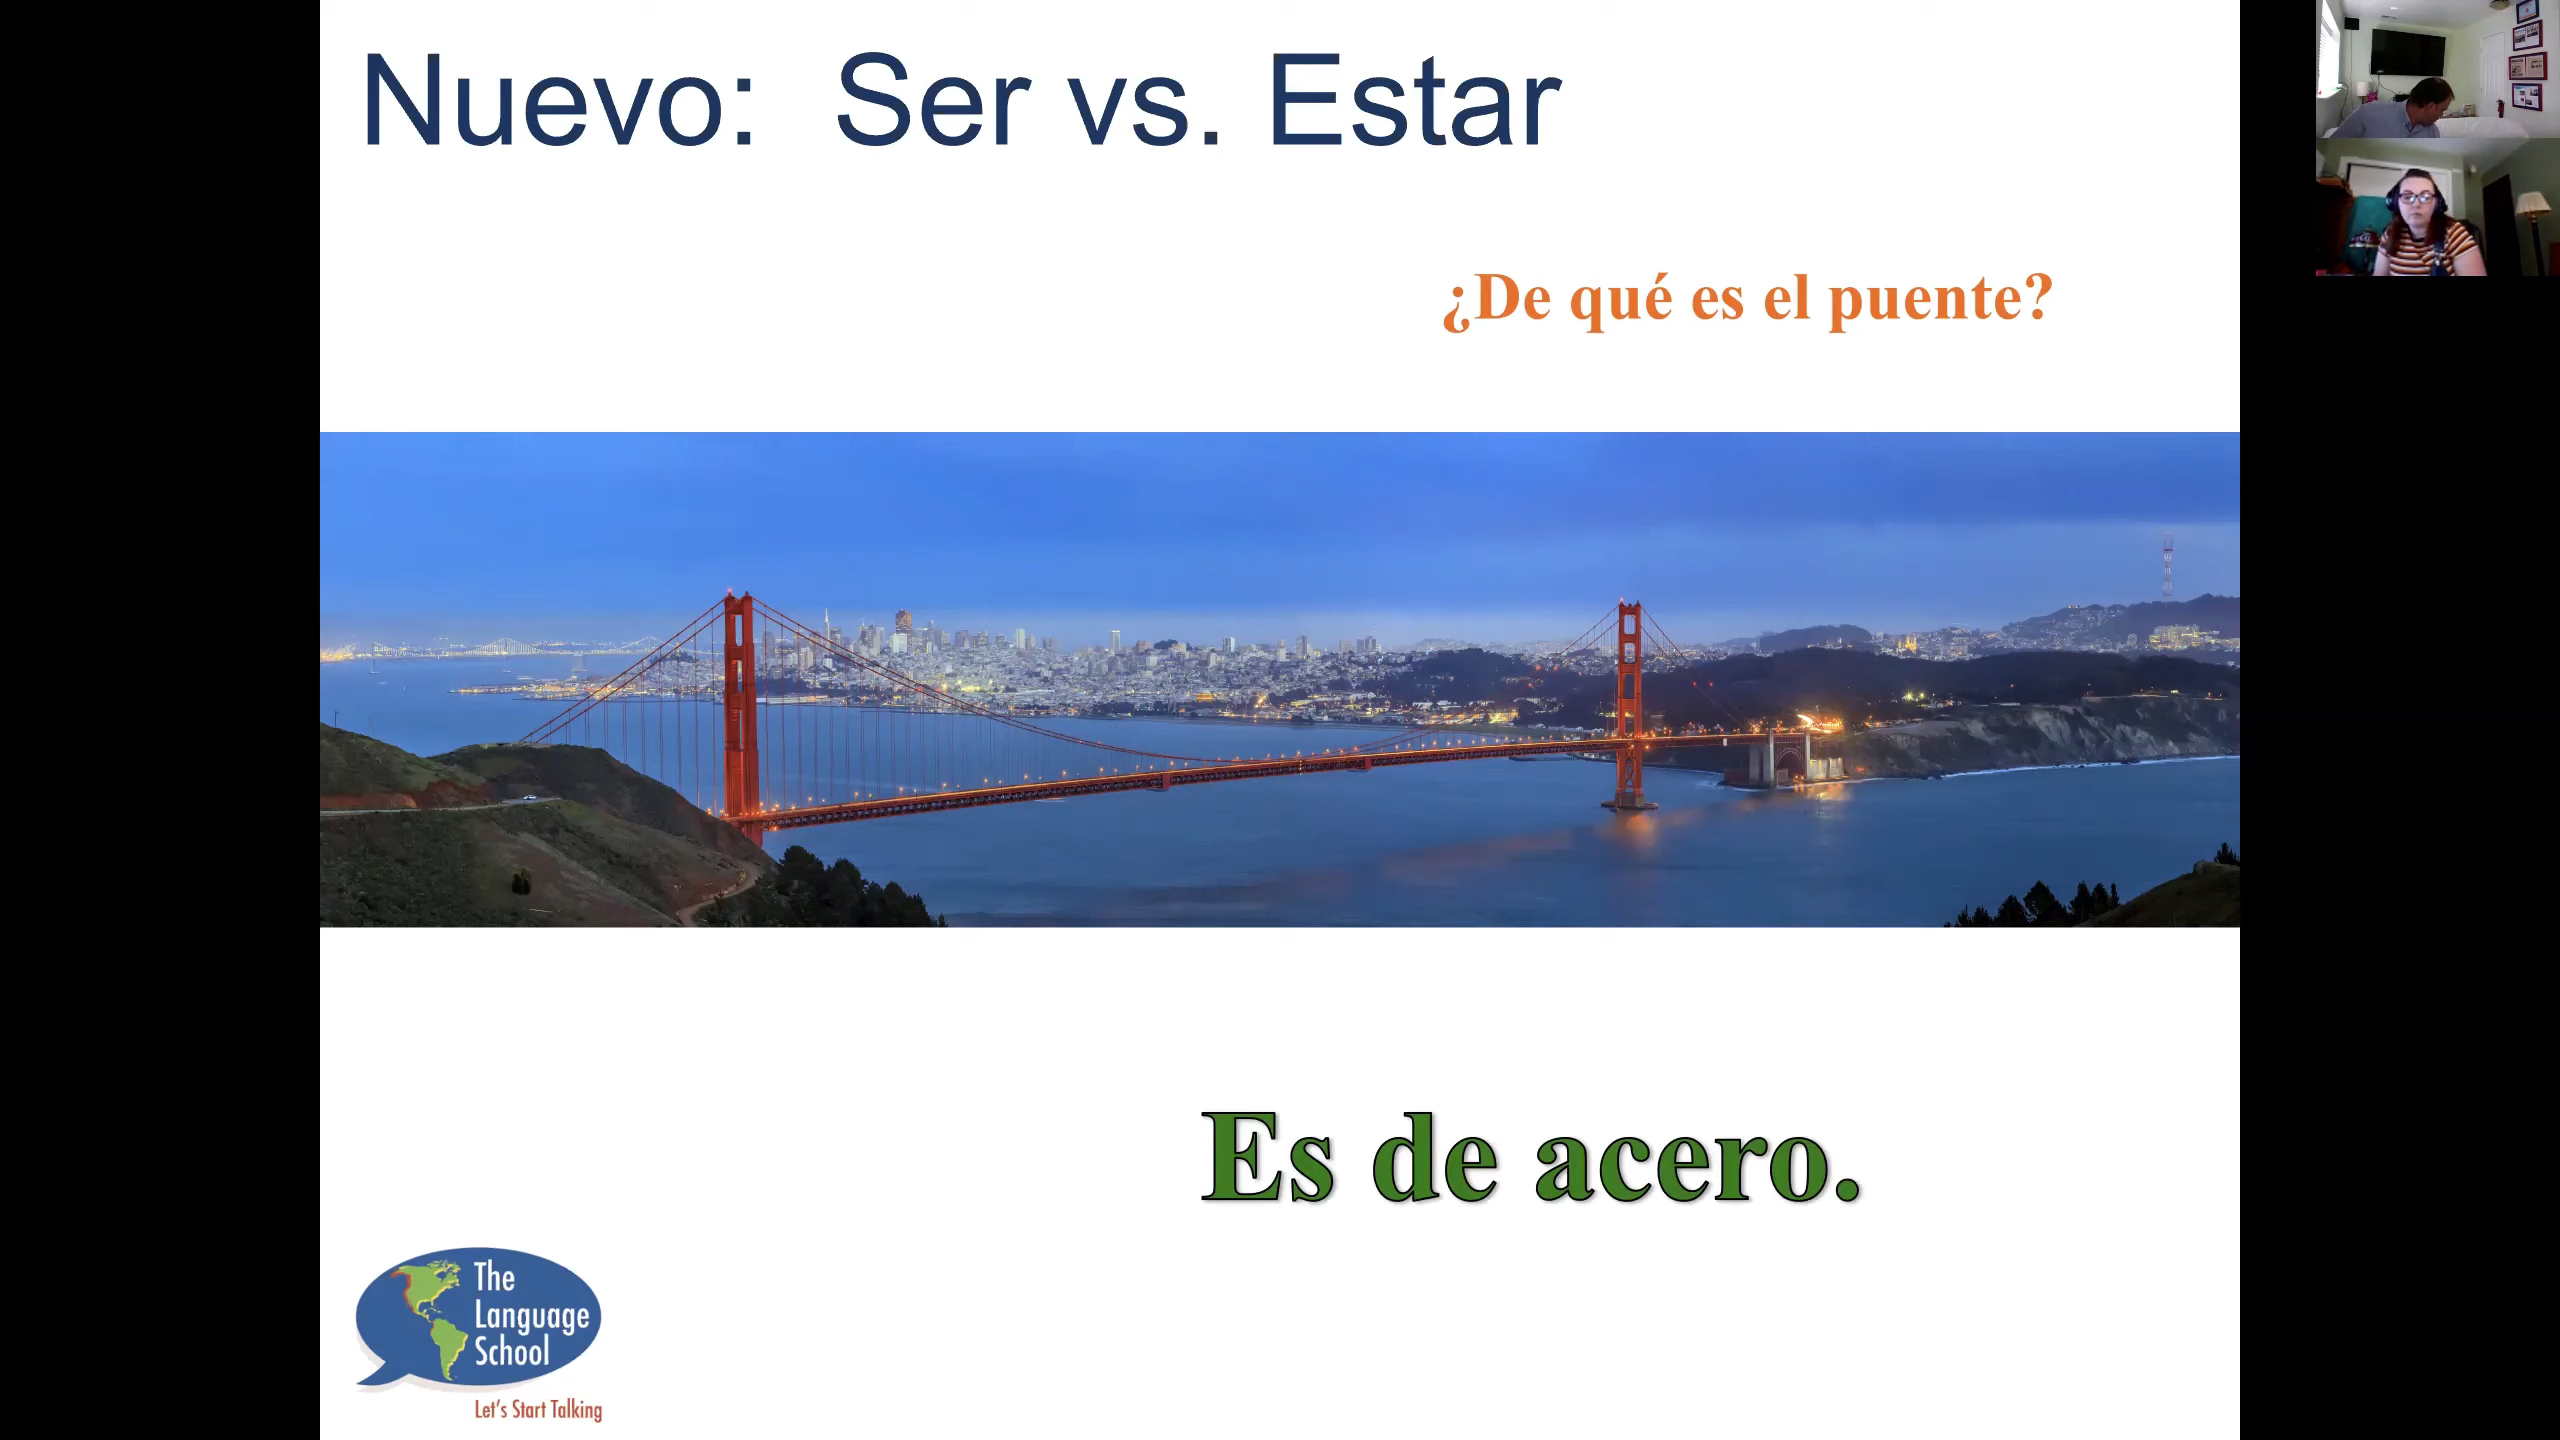 Nuevo: Ser vs. Estar
¿De qué es el puente?
Es de acero.
The
Language
School
Let's Start Talking